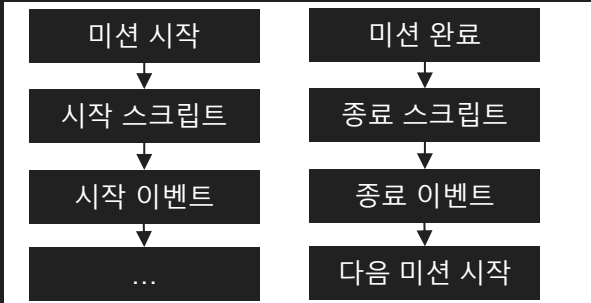 미션 시작
시작 스크립트
시작 이벤트
...
미션 완료
종료 스크립트
종료 이벤트
다음 미션 시작